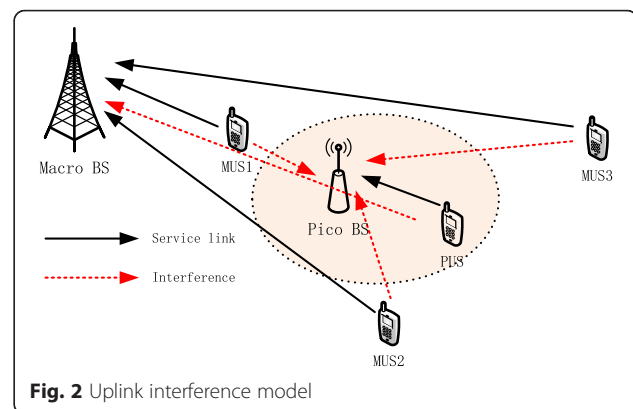 Macro BS
MUS1
MUS3
Pico BS
PUS
Service link
Interference
MUS2
Fig. 2 Uplink interference model